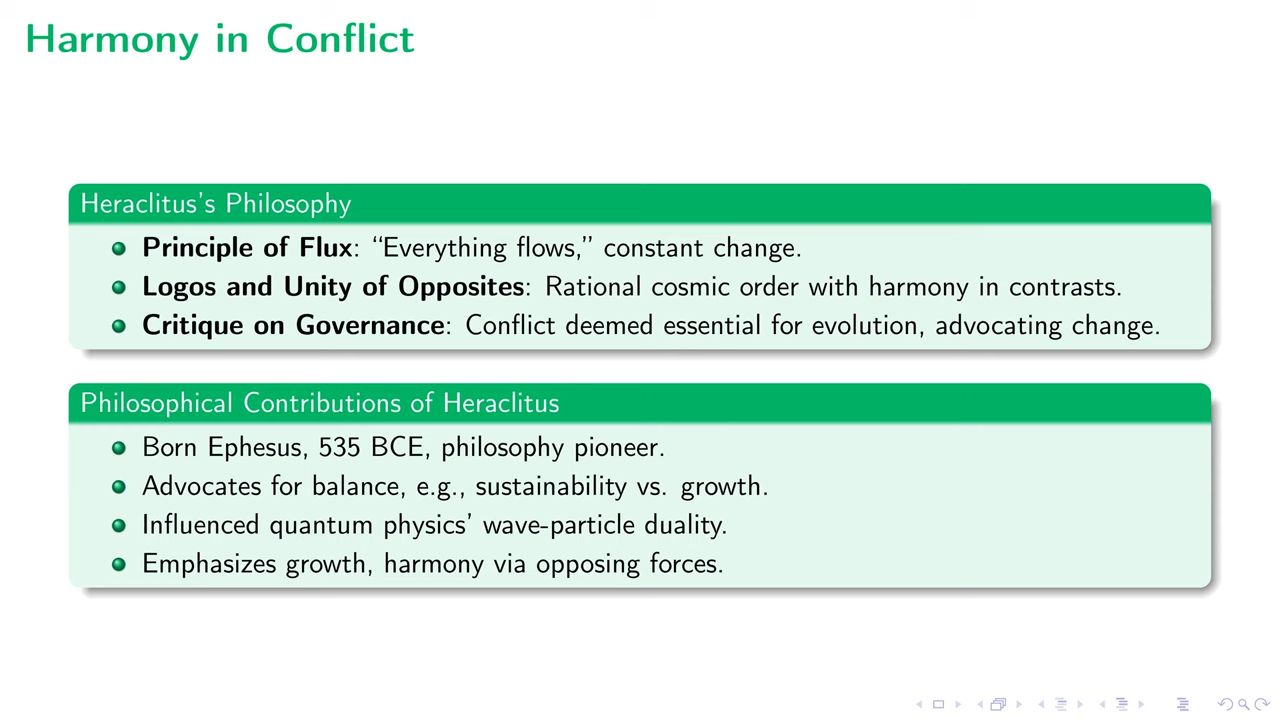 Harmony in Conflict
Heraclitus's Philosophy
Principle of Flux: “Everything flows,” constant change.
Logos and Unity of Opposites: Rational cosmic order with harmony in contrasts.
Critique on Governance: Conflict deemed essential for evolution, advocating change.
Philosophical Contributions of Heraclitus
Born Ephesus, 535 BCE, philosophy pioneer.
Advocates for balance, e.g., sustainability vs. growth.
Influenced quantum physics' wave-particle duality.
Emphasizes growth, harmony via opposing forces.